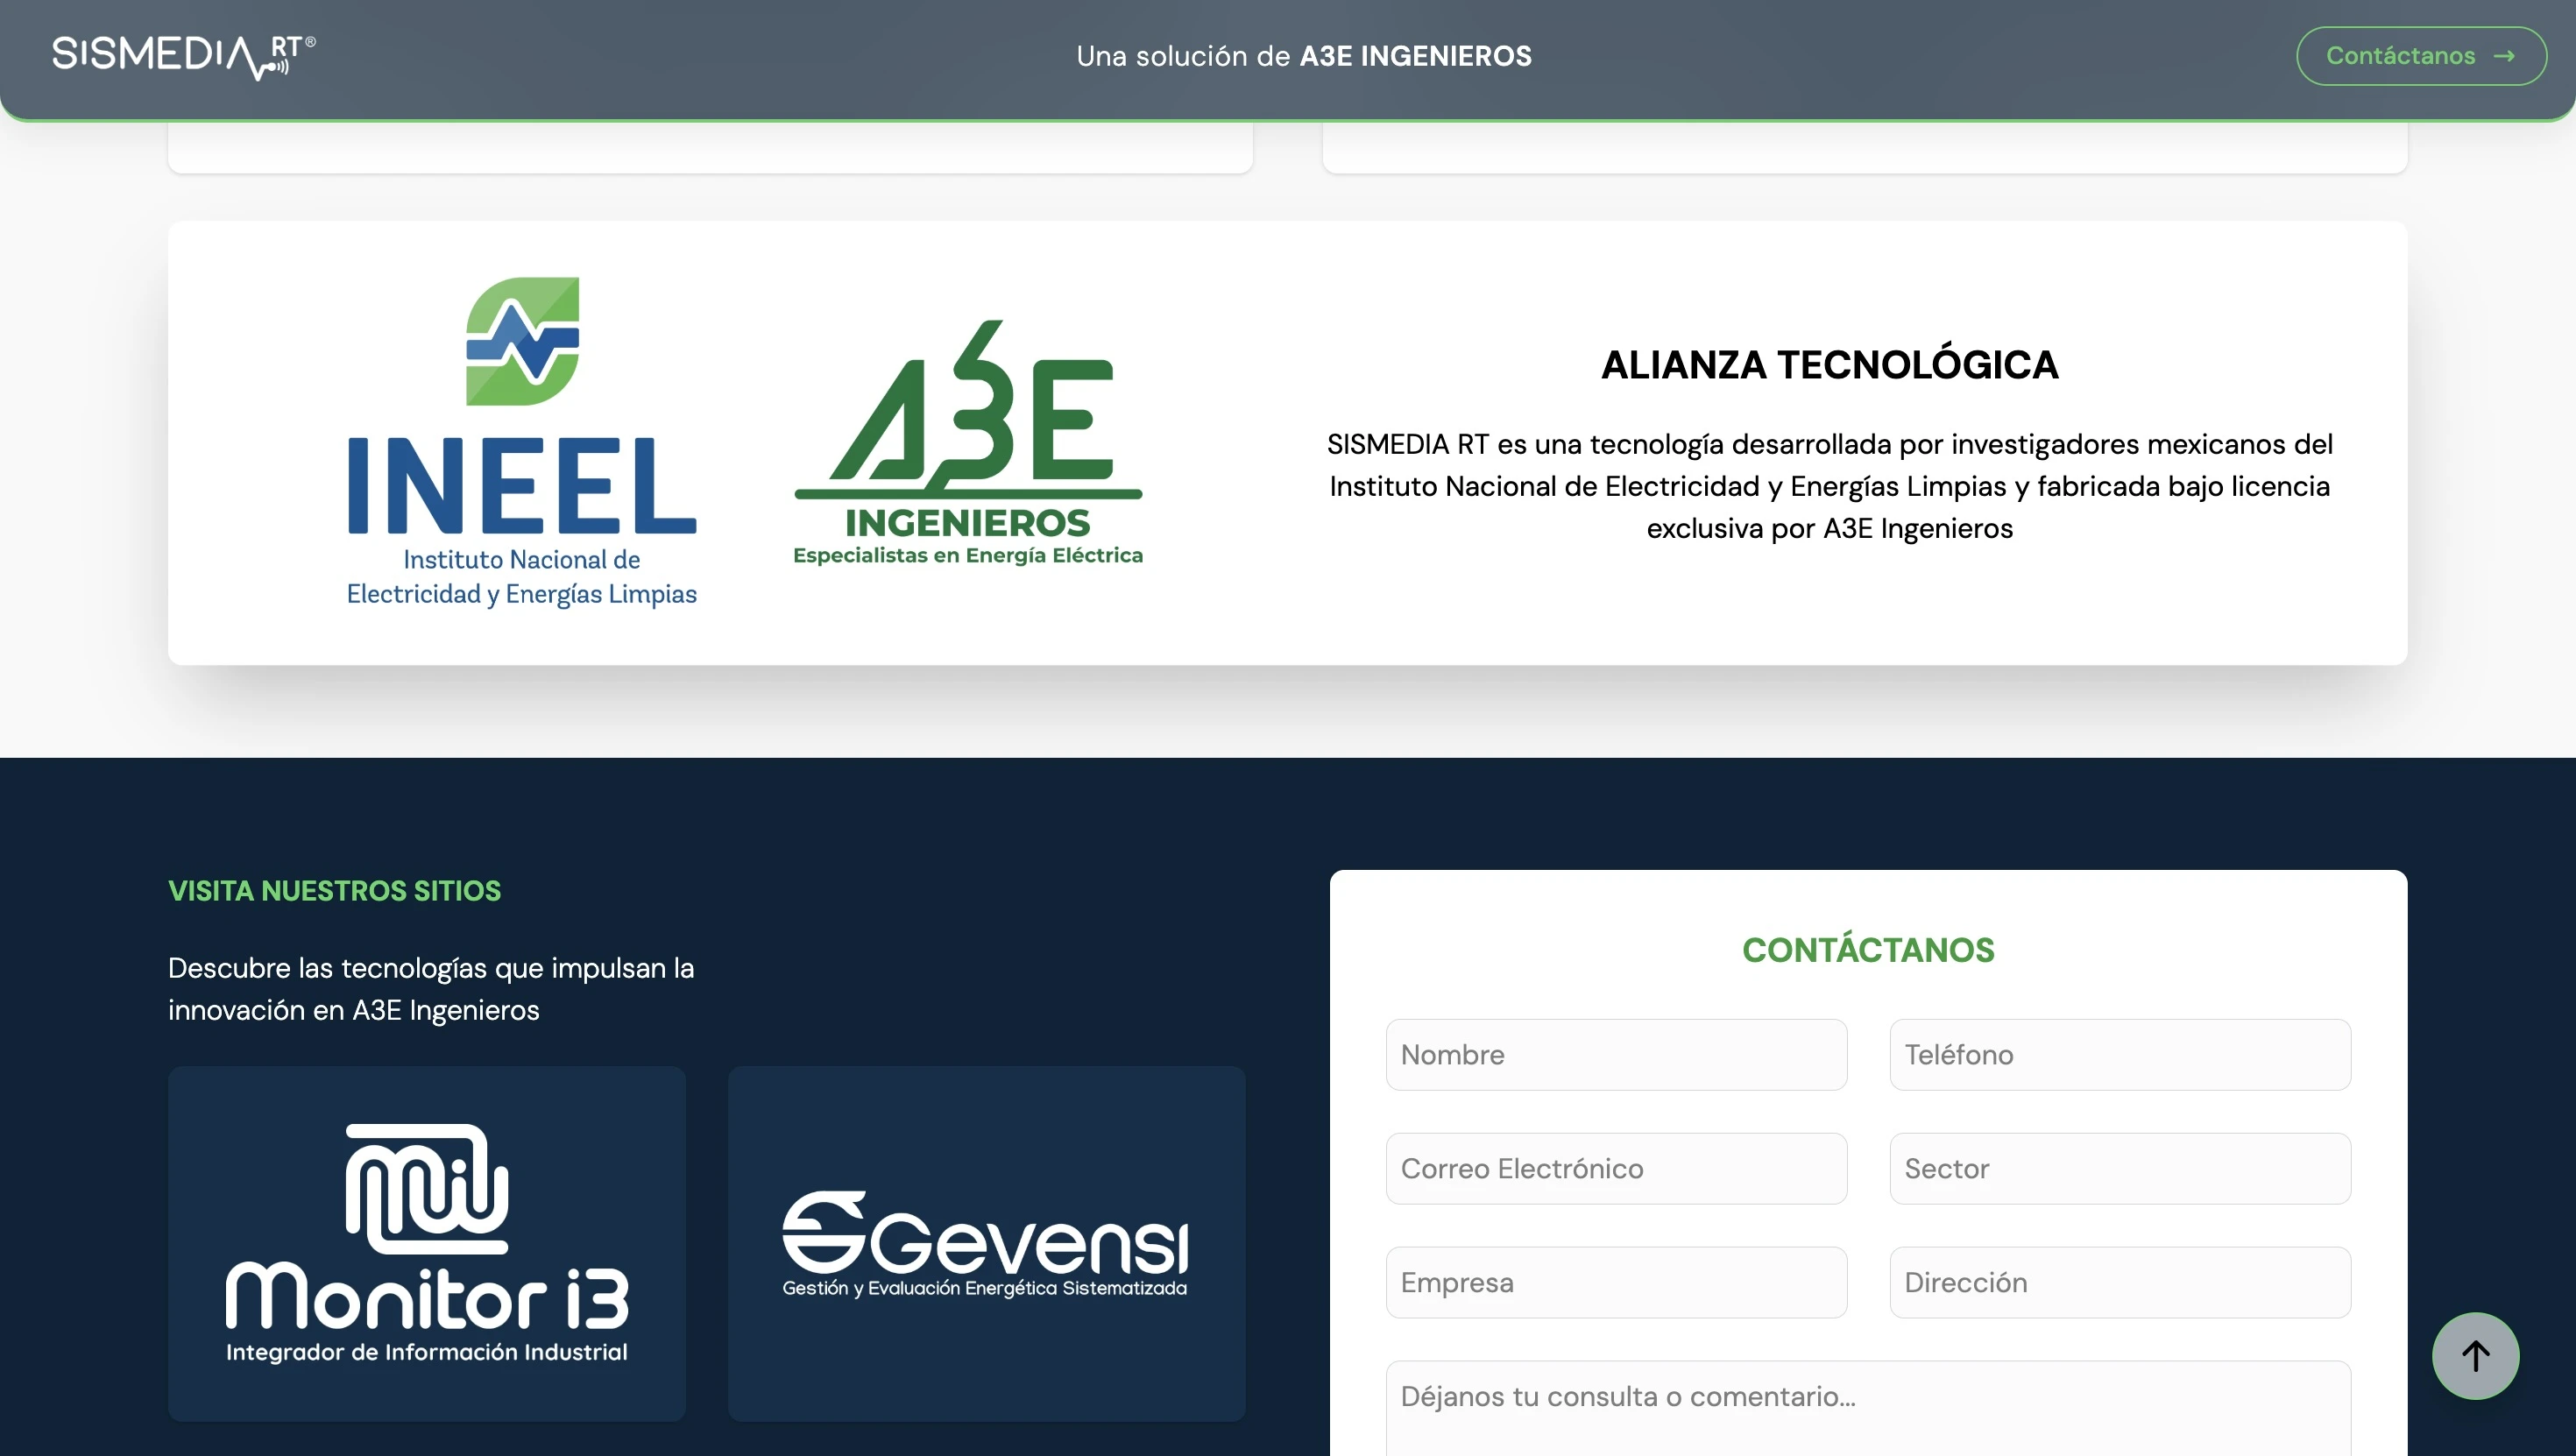 SISMEDIA RT®
Una solución de A3E INGENIEROS
Contáctanos →
INEEL
Instituto Nacional de
Electricidad y Energías Limpias
A3E
INGENIEROS
Especialistas en Energía Eléctrica
ALIANZA TECNOLÓGICA
SISMEDIA RT es una tecnología desarrollada por investigadores mexicanos del
Instituto Nacional de Electricidad y Energías Limpias y fabricada bajo licencia
exclusiva por A3E Ingenieros
VISITA NUESTROS SITIOS
Descubre las tecnologías que impulsan la
innovación en A3E Ingenieros
Monitor i3
Integrador de Información Industrial
Gevensi
Gestión y Evaluación Energética Sistematizada
CONTÁCTANOS
Nombre
Teléfono
Correo Electrónico
Sector
Empresa
Dirección
Déjanos tu consulta o comentario...